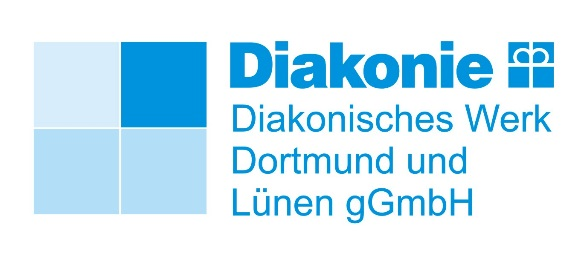 Diakonie
Diakonisches Werk
Dortmund und
Lünen gGmbH